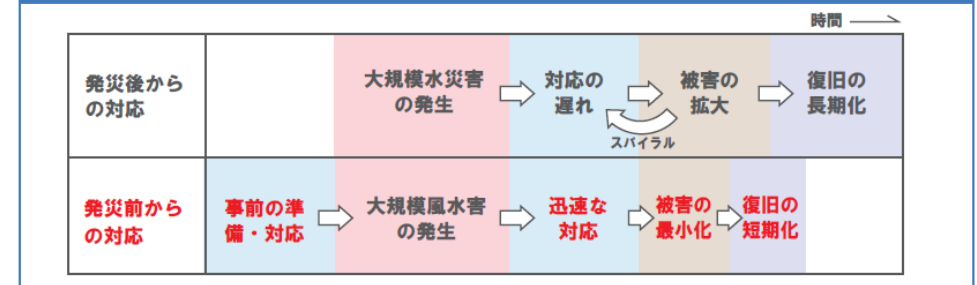 時間
発災後から
の対応
大規模水災害
の発生
対応の
遅れ
被害の
拡大
復旧の
長期化
スパイラル
発災前から
の対応
事前の準
備・対応
大規模風水害
の発生
迅速な
対応
被害の
最小化
復旧の
短期化